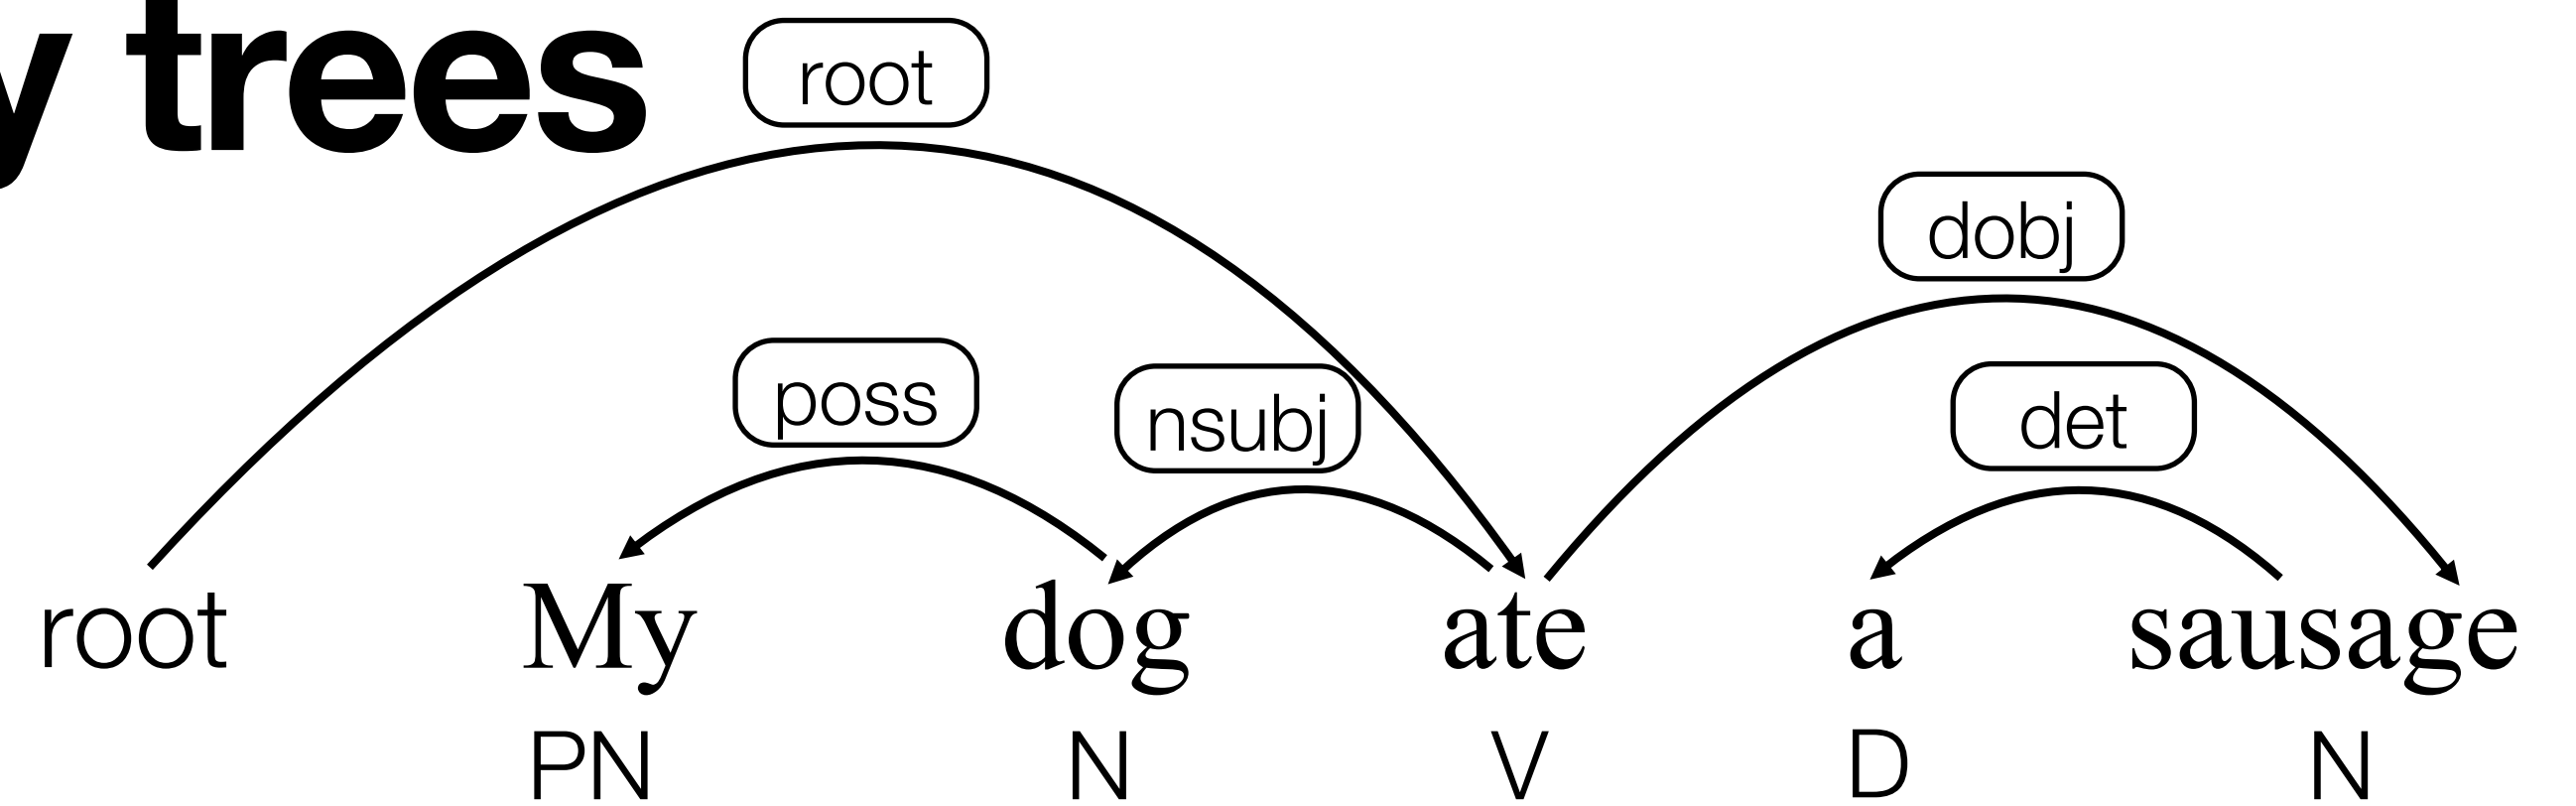 y trees
root
dobj
poss
nsubj
det
root My dog ate a sausage
PN N V D N